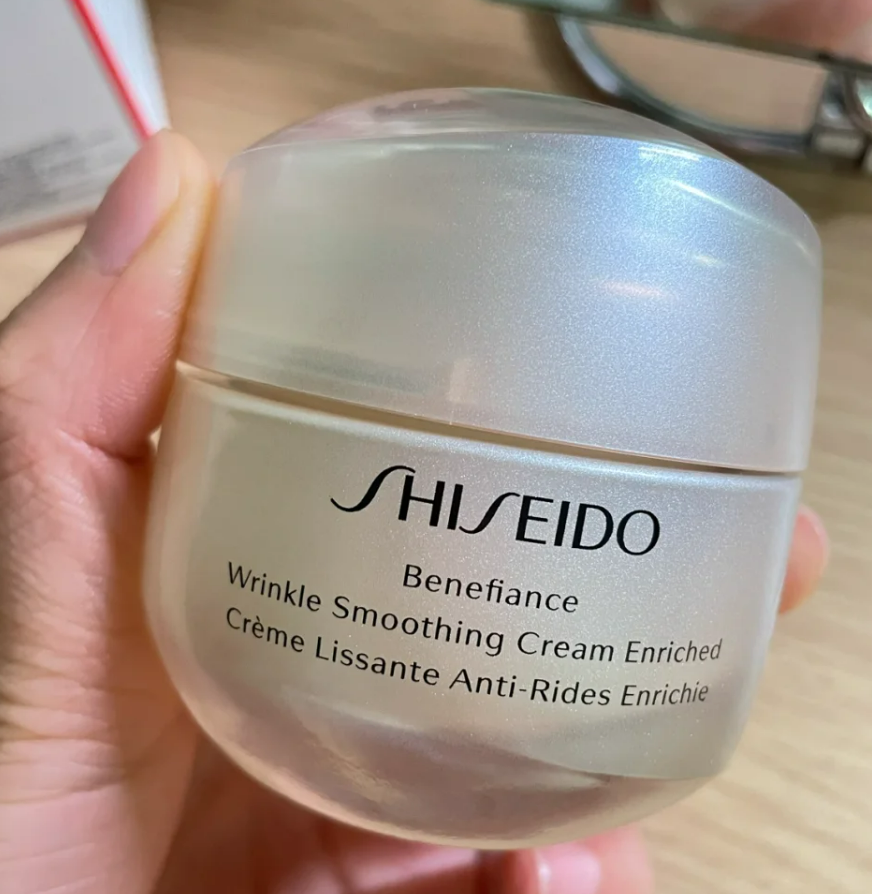 SHISEIDO
Benefiance
Wrinkle Smoothing Cream Enriched
Crème Lissante Anti-Rides Enrichie